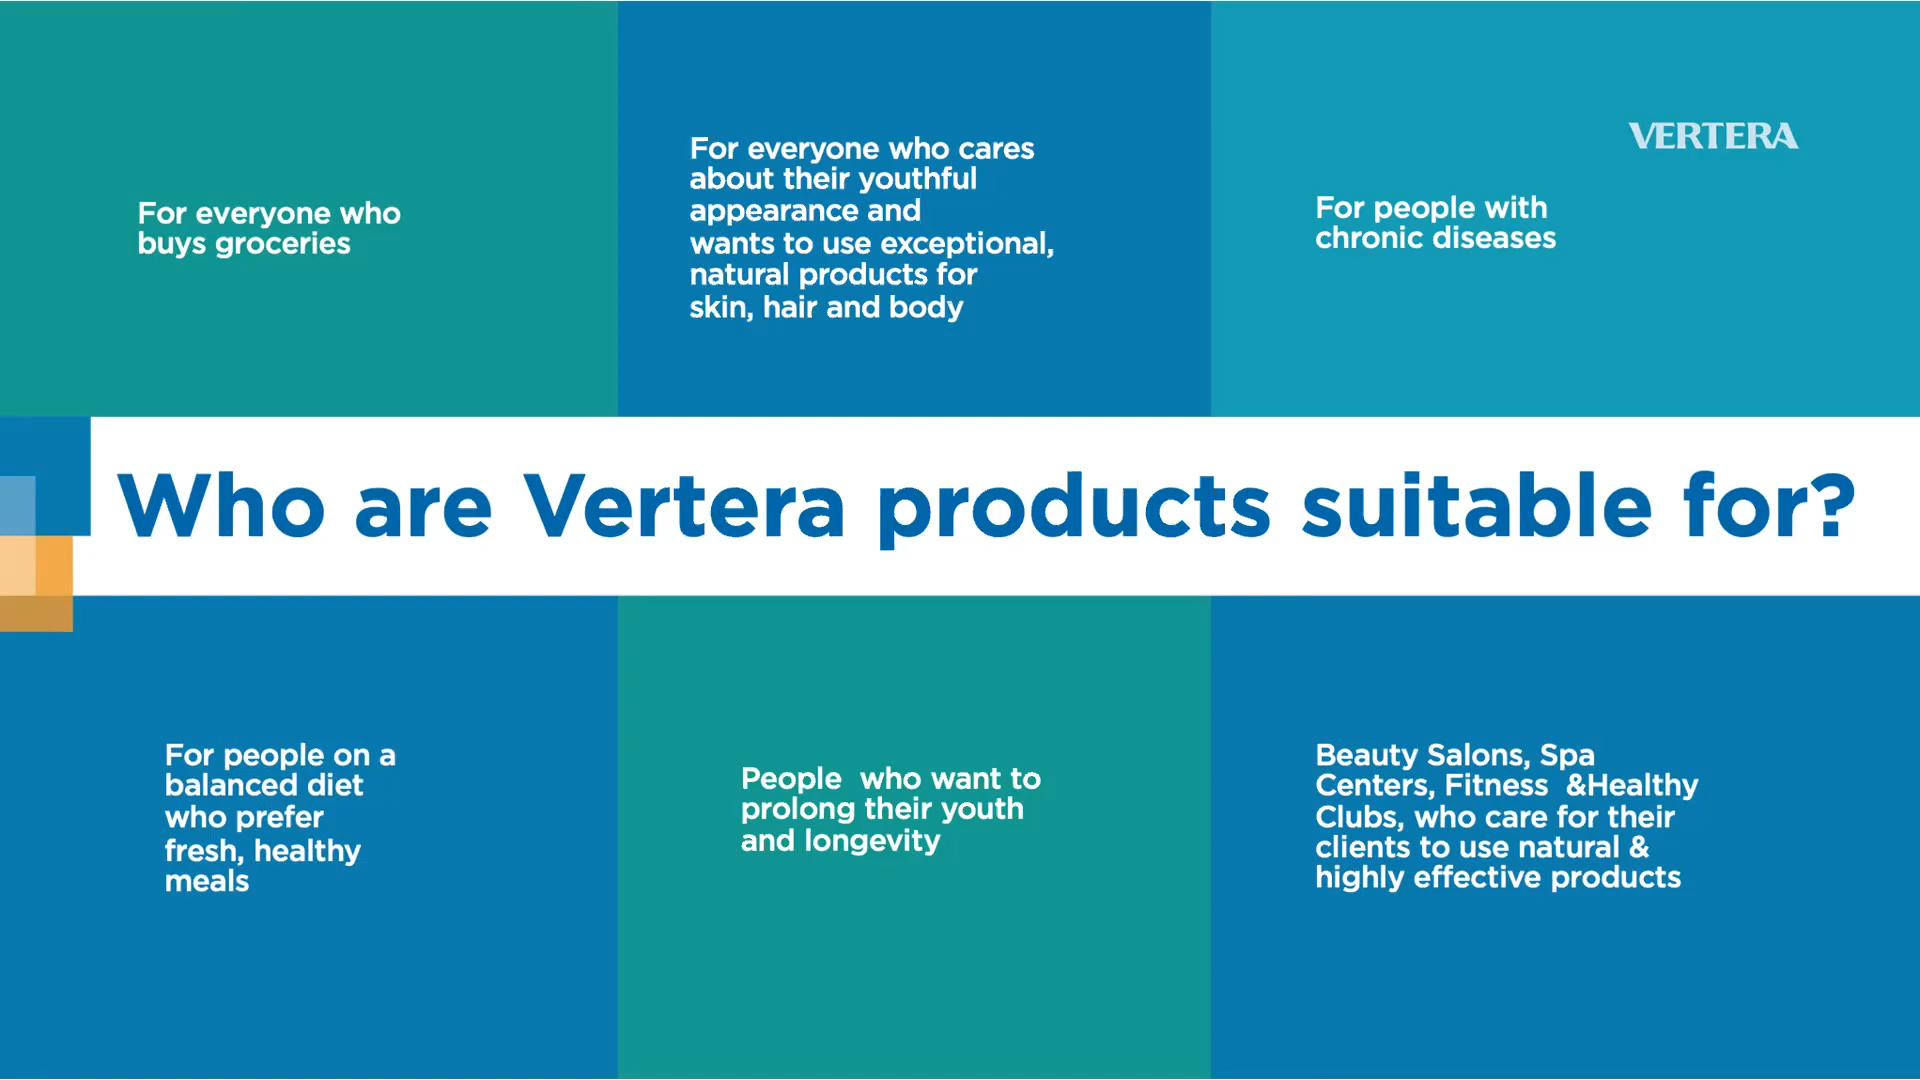 For everyone who
buys groceries
For everyone who cares
about their youthful
appearance and
wants to use exceptional,
natural products for
skin, hair and body
VERTERA
For people with
chronic diseases
Who are Vertera products suitable for?
For people on a
balanced diet
who prefer
fresh, healthy
meals
People  who want to
prolong their youth
and longevity
Beauty Salons, Spa
Centers, Fitness  &Healthy
Clubs, who care for their
clients to use natural &
highly effective products